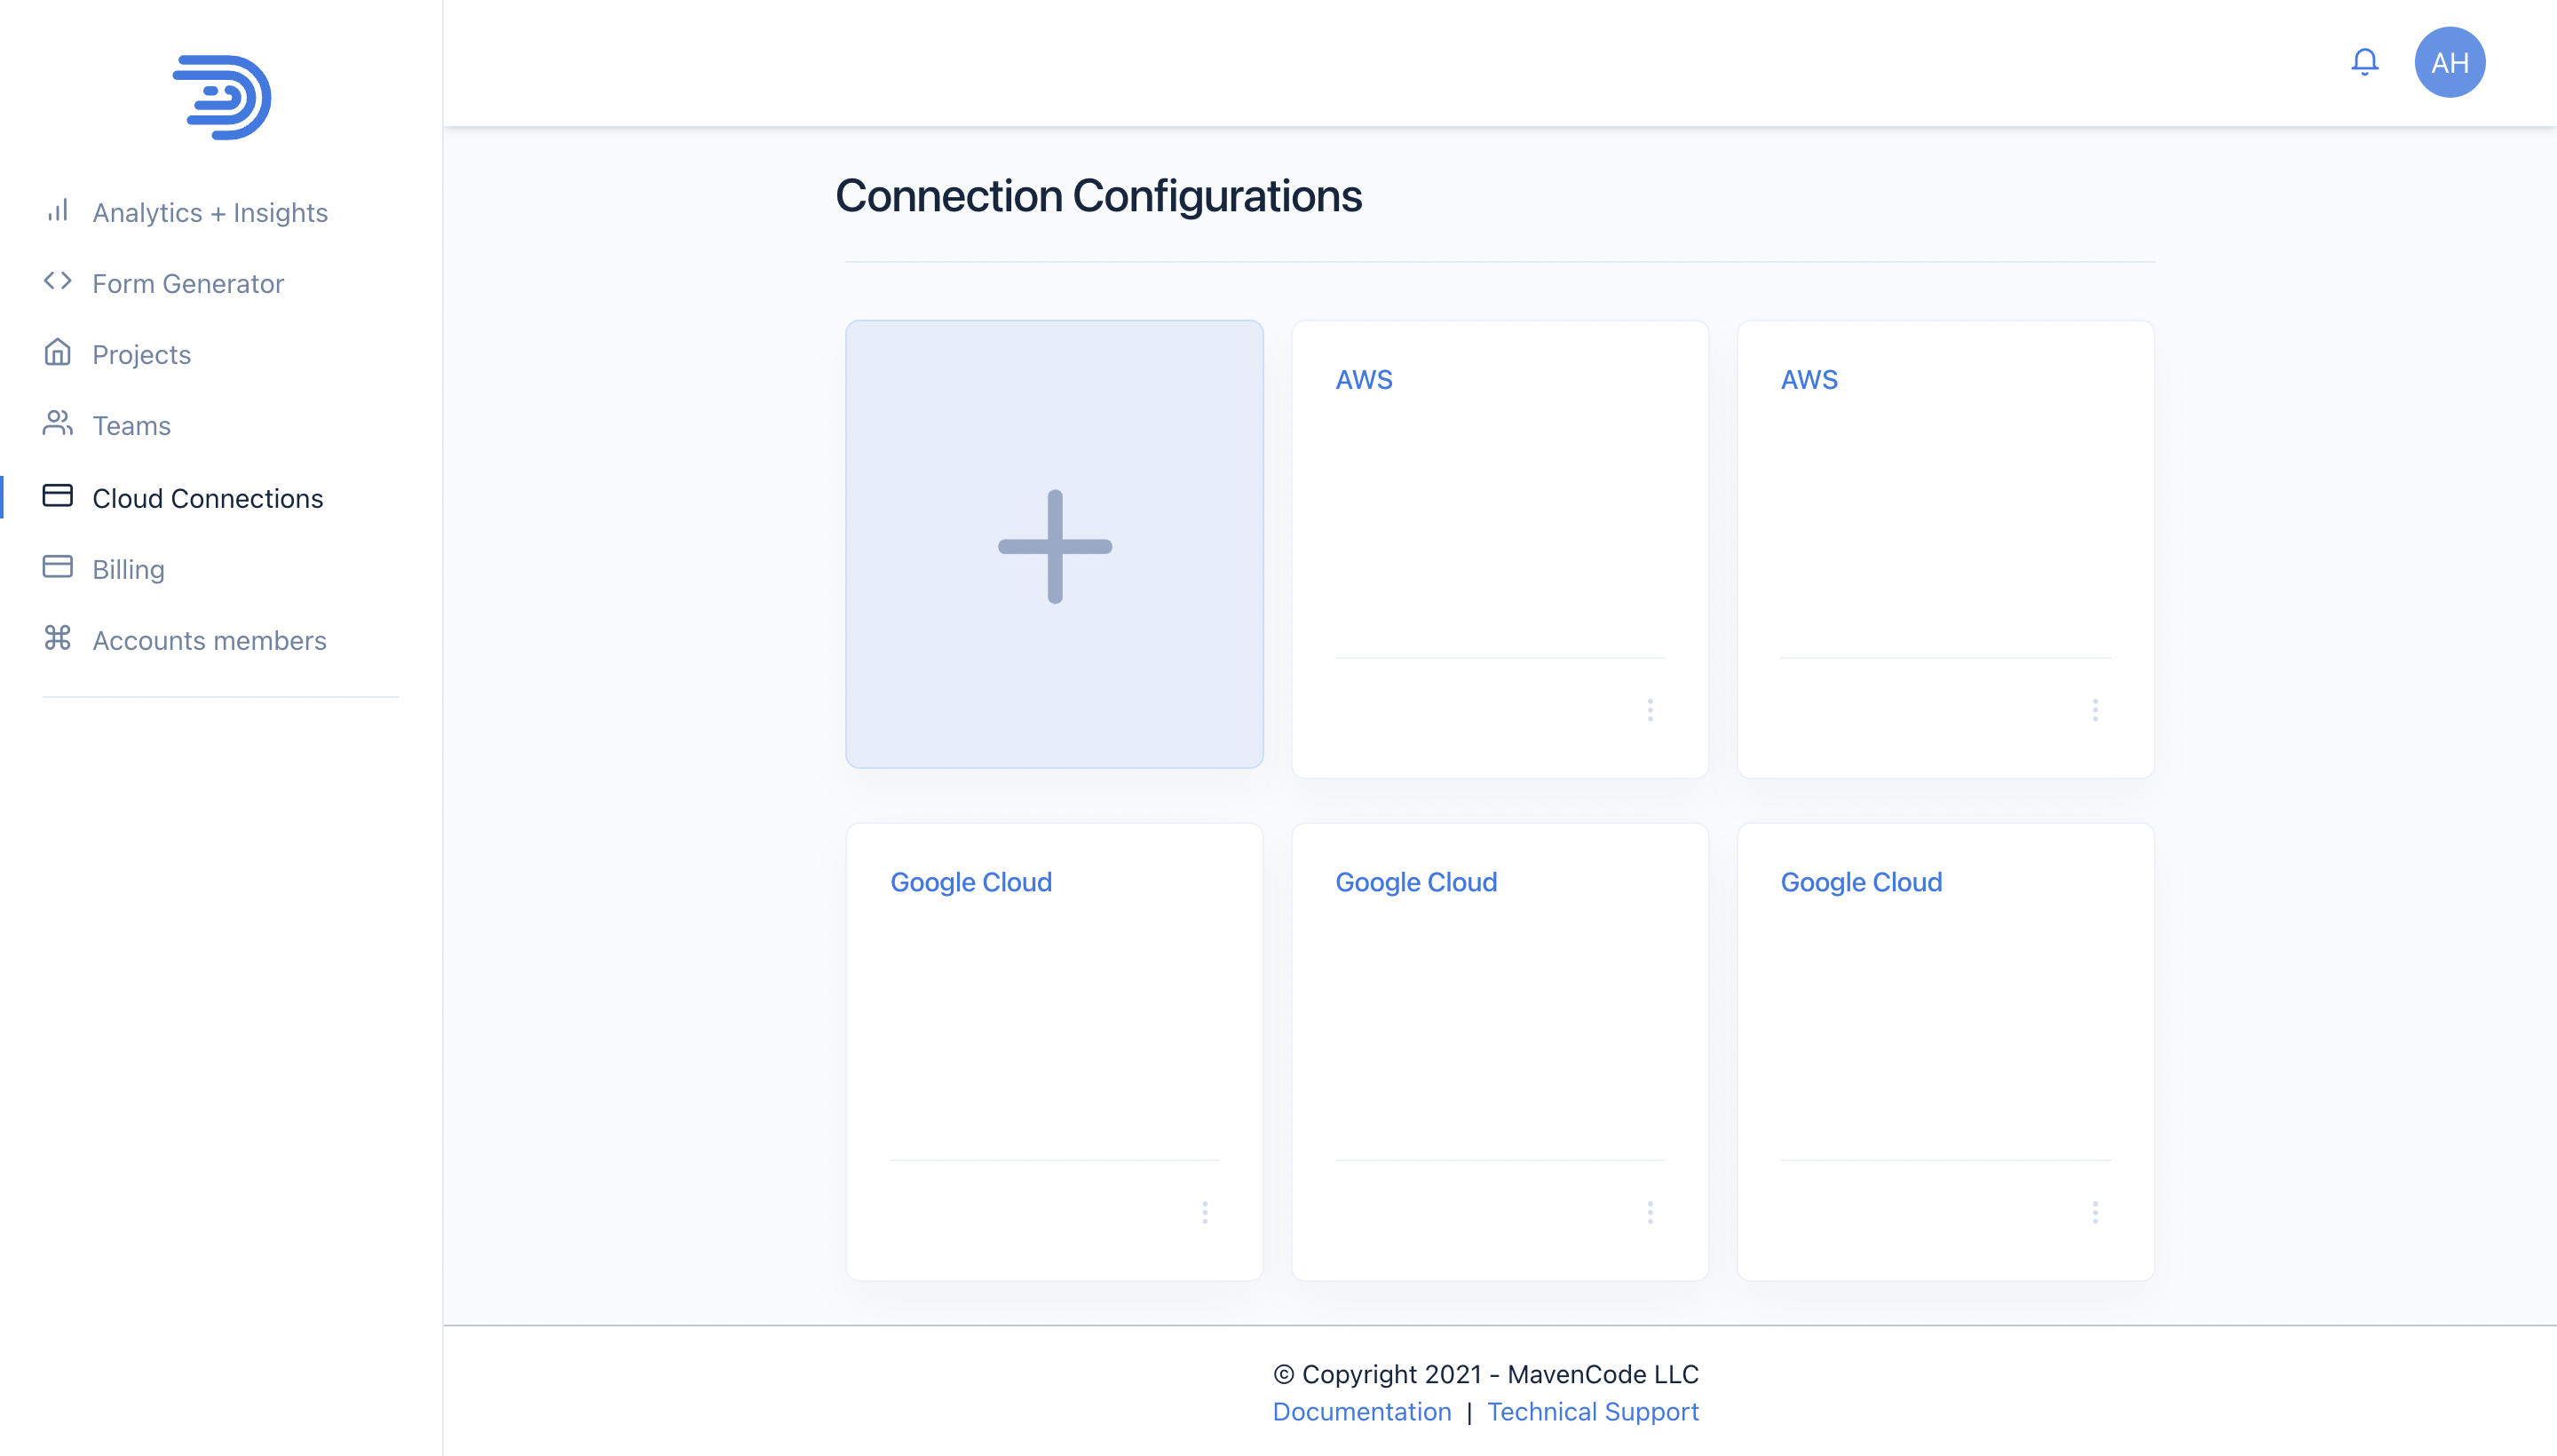 AH
Analytics + Insights
Form Generator
Projects
Teams
Cloud Connections
Billing
Accounts members
Connection Configurations
AWS
AWS
Google Cloud
Google Cloud
Google Cloud
© Copyright 2021 - MavenCode LLC
Documentation | Technical Support